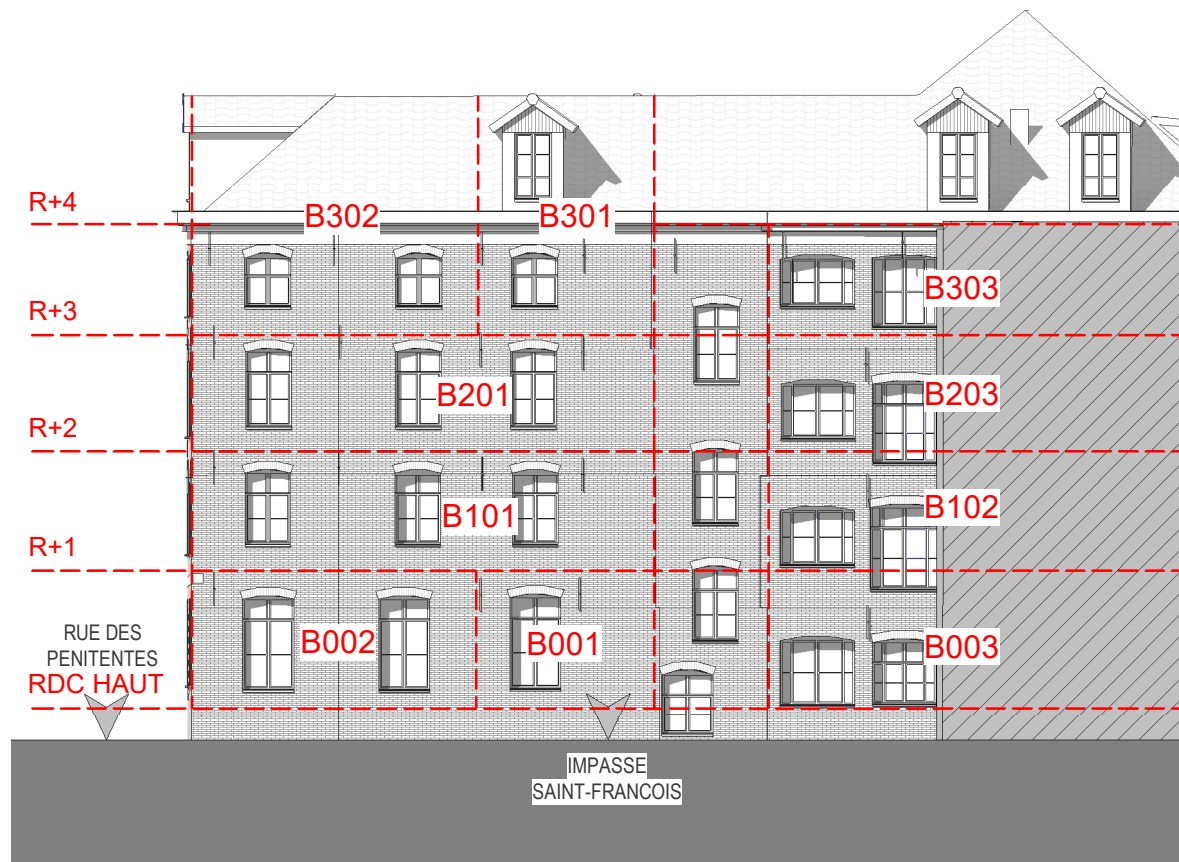 R+4
B302
B301
R+3
B303
B201
B203
R+2
B101
B102
R+1
B002
B001
B003
RUE DES
PENITENTES
RDC HAUT
IMPASSE
SAINT-FRANCOIS